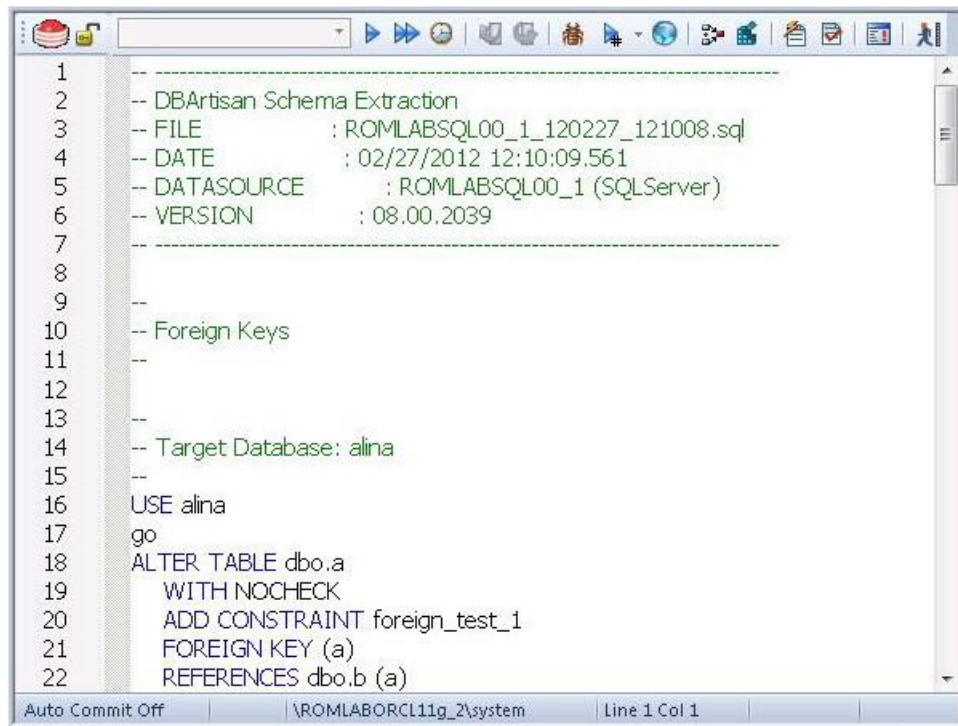 1 -- ------------------------------------------------------------------------------
2 -- DBArtisan Schema Extraction
3 -- FILE : ROMLABSQL00_1_120227_121008.sql
4 -- DATE : 02/27/2012 12:10:09.561
5 -- DATASOURCE : ROMLABSQL00_1 (SQLServer)
6 -- VERSION : 08.00.2039
7 -- ------------------------------------------------------------------------------
8
9 --
10 -- Foreign Keys
11 --
12
13 --
14 -- Target Database: alina
15 --
16 USE alina
17 go
18 ALTER TABLE dbo.a
19 WITH NOCHECK
20 ADD CONSTRAINT foreign_test_1
21 FOREIGN KEY (a)
22 REFERENCES dbo.b (a)
Auto Commit Off \ROMLABORCL11g_2\system Line 1 Col 1